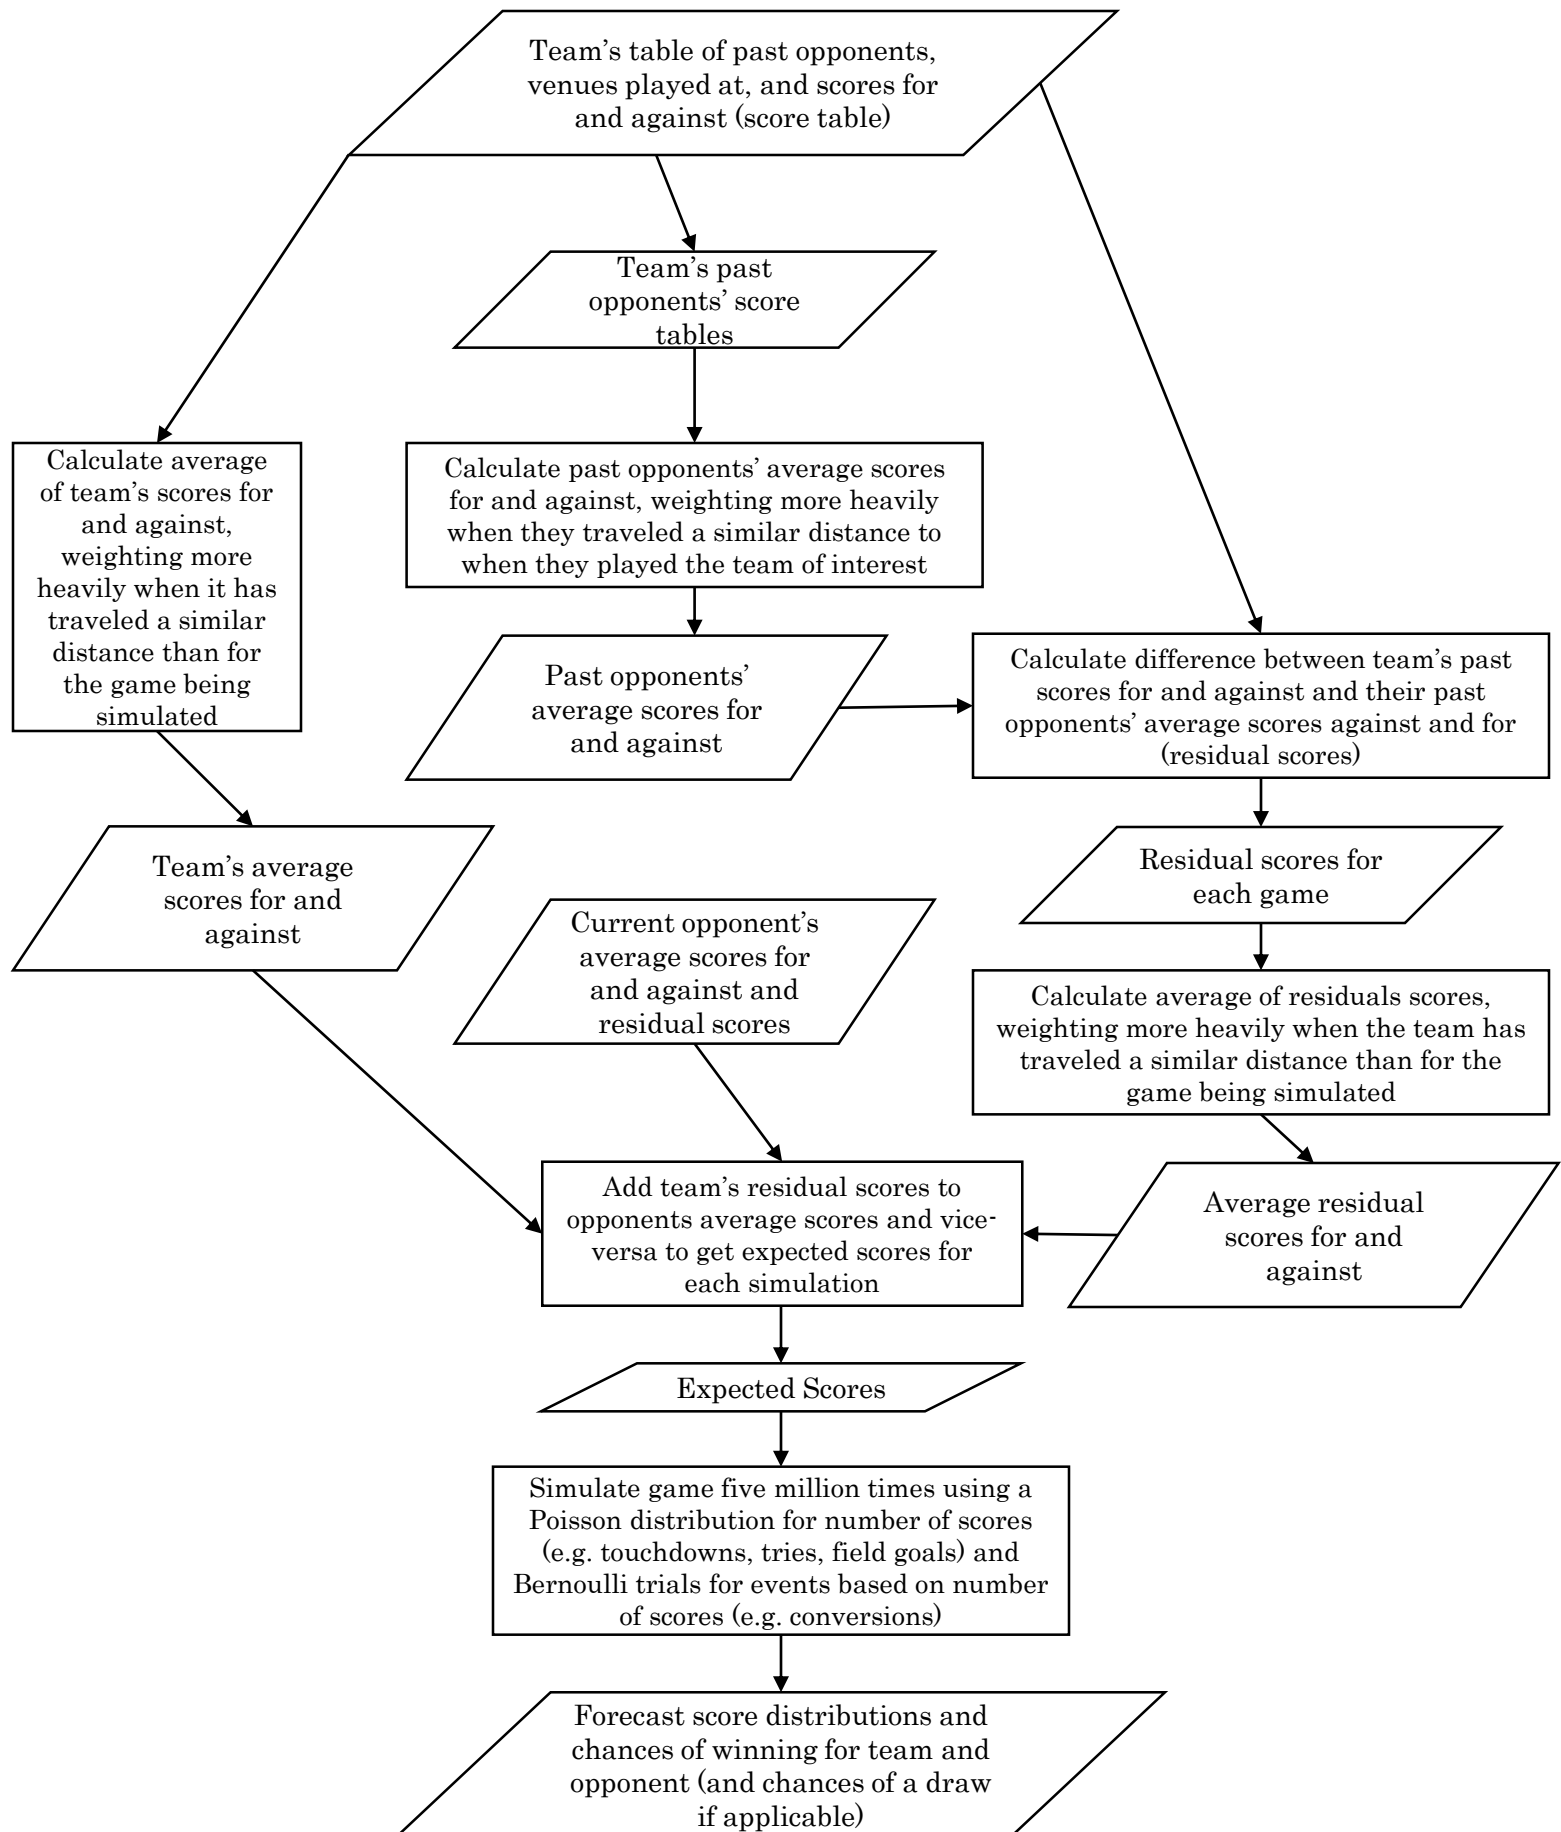 Team’s table of past opponents,
venues played at, and scores for
and against (score table)
Team’s past
opponents’ score
tables
Calculate average
of team’s scores for
and against,
weighting more
heavily when it has
traveled a similar
distance than for
the game being
simulated
Calculate past opponents’ average scores
for and against, weighting more heavily
when they traveled a similar distance to
when they played the team of interest
Past opponents’
average scores for
and against
Calculate difference between team’s past
scores for and against and their past
opponents’ average scores against and for
(residual scores)
Team’s average
scores for and
against
Residual scores for
each game
Current opponent’s
average scores for
and against and
residual scores
Calculate average of residuals scores,
weighting more heavily when the team has
traveled a similar distance than for the
game being simulated
Add team’s residual scores to
opponents average scores and vice-
versa to get expected scores for
each simulation
Average residual
scores for and
against
Expected Scores
Simulate game five million times using a
Poisson distribution for number of scores
(e.g. touchdowns, tries, field goals) and
Bernoulli trials for events based on number
of scores (e.g. conversions)
Forecast score distributions and
chances of winning for team and
opponent (and chances of a draw
if applicable)